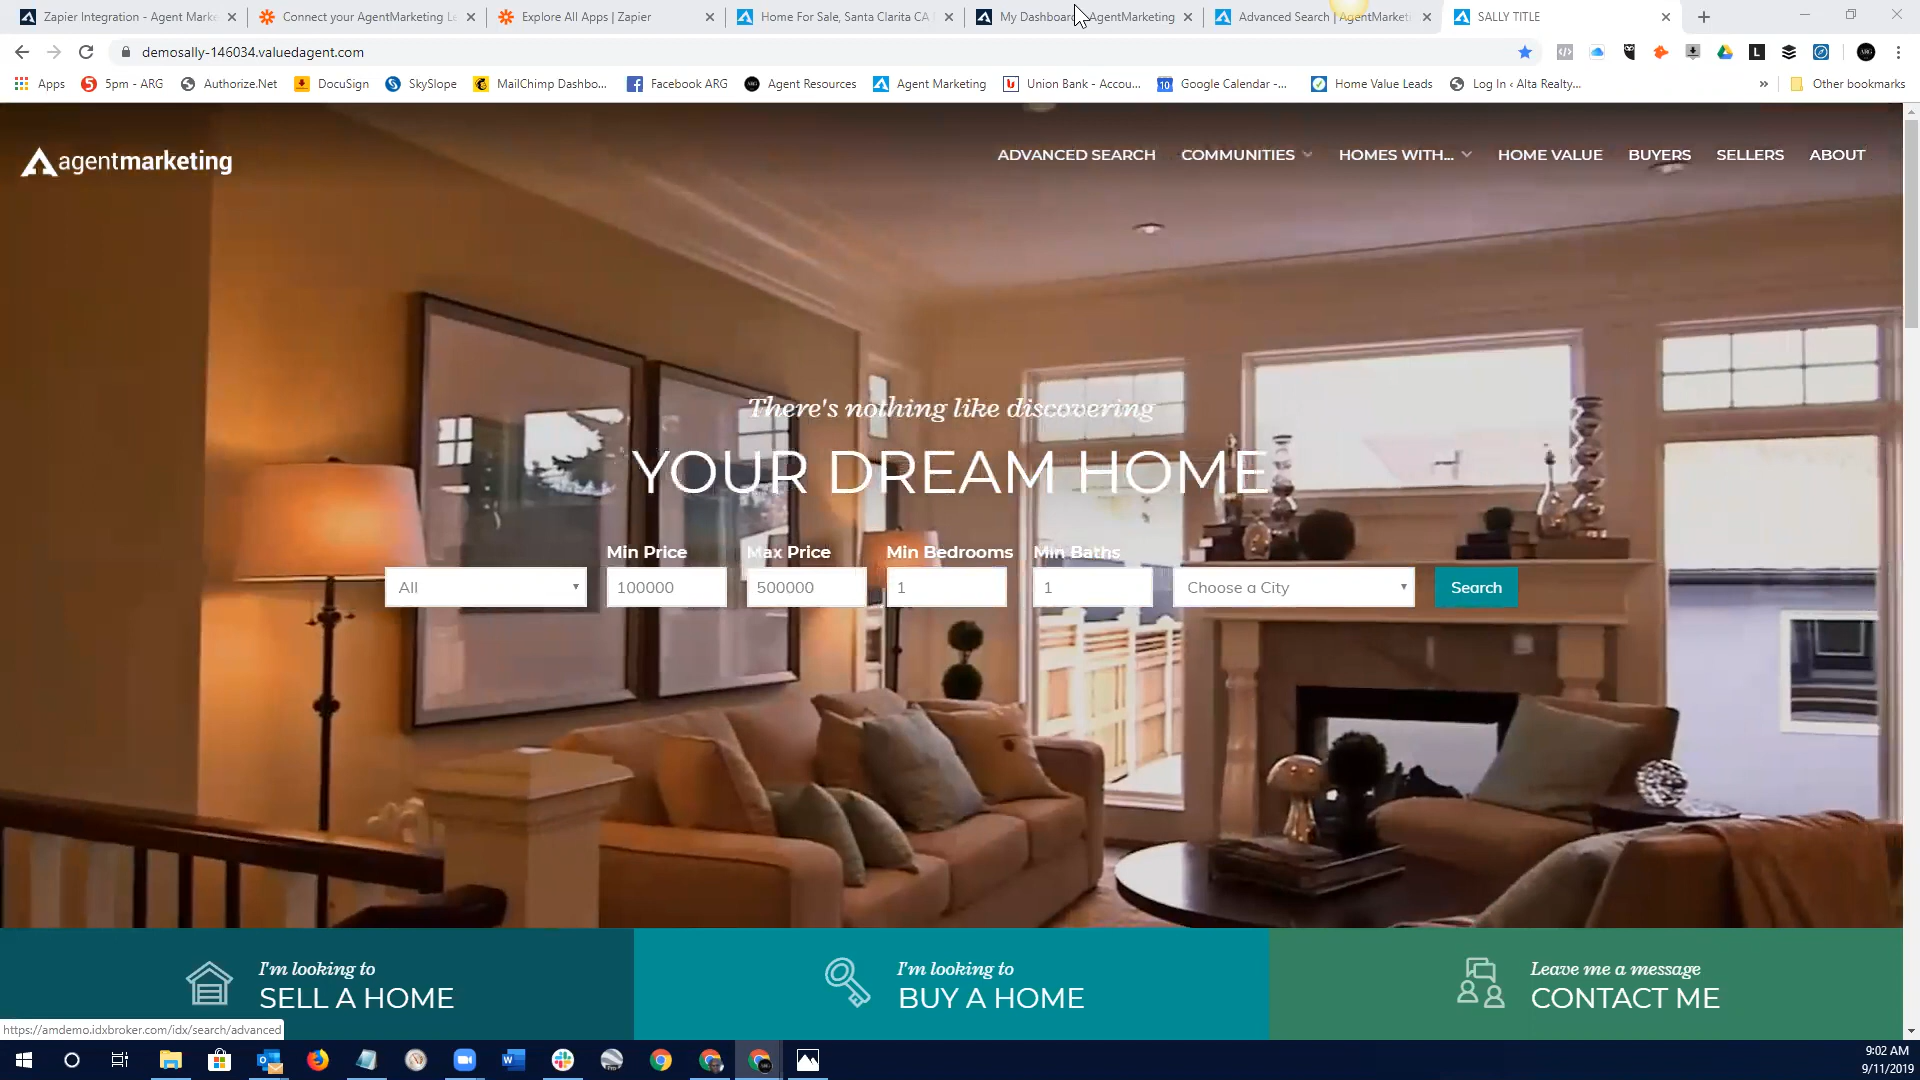 Zapier Integration - Agent Marke
Connect your AgentMarketing Le
Explore All Apps | Zapier
Home For Sale, Santa Clarita CA
My Dashboard AgentMarketing
Advanced Search | AgentMarketi
SALLY TITLE
demosally-146034.valuedagent.com
Apps
5pm - ARG
Authorize.Net
DocuSign
SkySlope
MailChimp Dashbo...
Facebook ARG
Agent Resources
Agent Marketing
Union Bank - Accou...
Google Calendar -...
Home Value Leads
Log In ‹ Alta Realty...
»
Other bookmarks
agentmarketing
ADVANCED SEARCH
COMMUNITIES
HOMES WITH...
HOME VALUE
BUYERS
SELLERS
ABOUT
There's nothing like discovering
YOUR DREAM HOME
Min Price
Max Price
Min Bedrooms
Min Baths
All
100000
500000
1
1
Choose a City
Search
I'm looking to
SELL A HOME
I'm looking to
BUY A HOME
Leave me a message
CONTACT ME
https://amdemo.idxbroker.com/idx/search/advanced
9:02 AM
9/11/2019